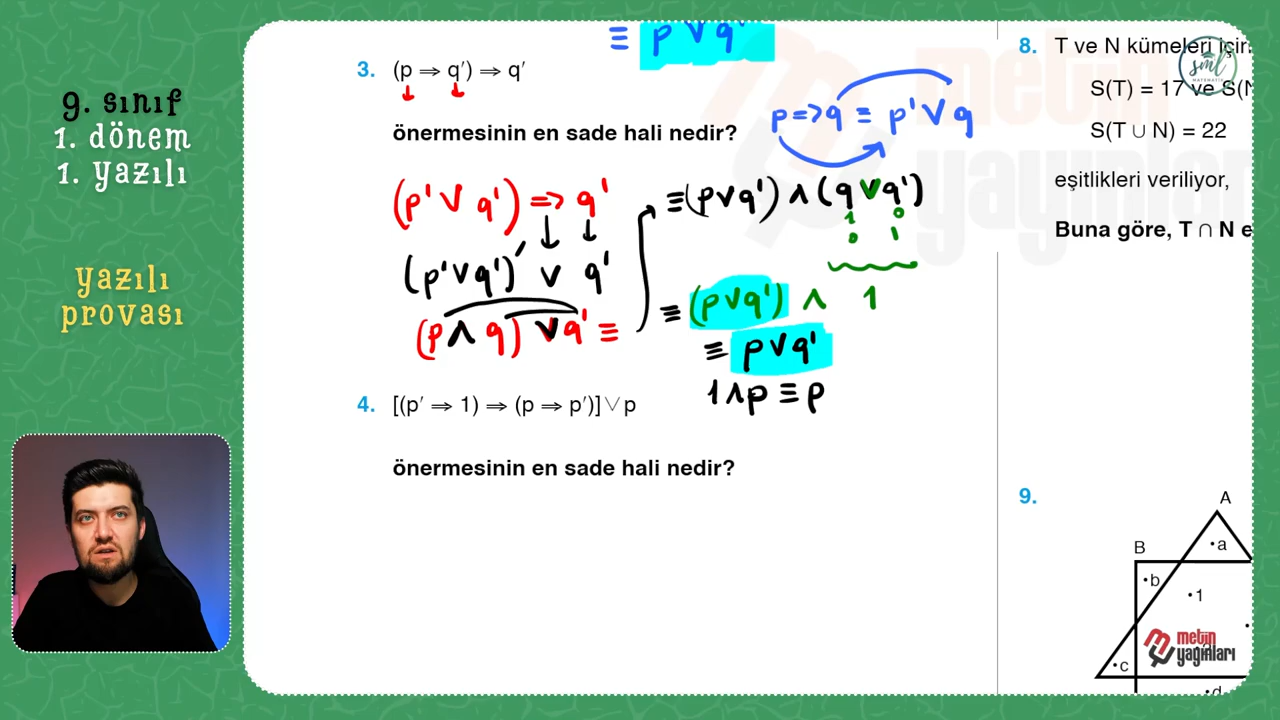 9. sınıf
1. dönem
1. yazılı
yazılı
provası
≡ p ∨ q'
3. (p ⇒ q′) ⇒ q′
önermesinin en sade hali nedir?
p => q ≡ p' ∨ q
(p' ∨ q') => q'
(p' ∨ q')' ∨ q'
(p ∧ q) ∨ q' ≡
≡ (p ∨ q') ∧ (q ∨ q')
1 0
0 1
≡ (p ∨ q') ∧ 1
≡ p ∨ q'
1 ∧ p ≡ p
4. [(p′ ⇒ 1) ⇒ (p ⇒ p′)] ∨ p
önermesinin en sade hali nedir?
8. T ve N kümeleri için
S(T) = 17 ve S(N
S(T ∪ N) = 22
eşitlikleri veriliyor,
Buna göre, T ∩ N e
9.
A
•a
B
•b
•1
•c
•d
sml
MATEMATİK
metin
yayınları